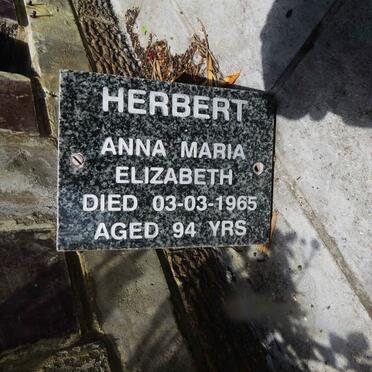 HERBERT
ANNA MARIA
ELIZABETH
DIED 03-03-1965
AGED 94 YRS